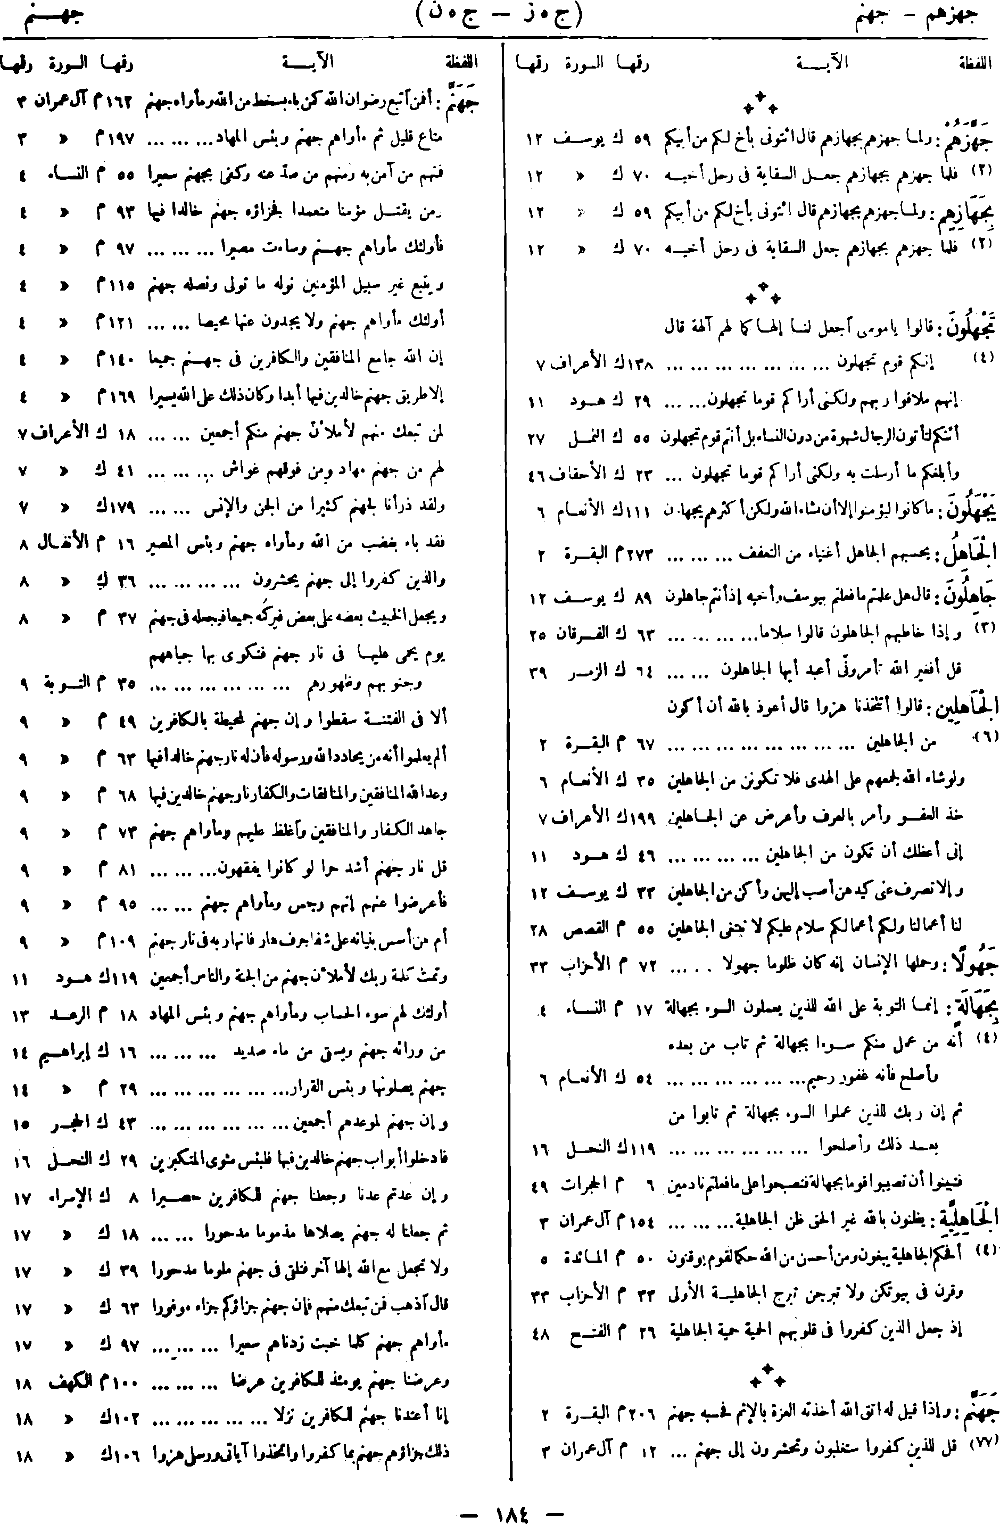 جهزهم – جهنم (ج ه ز – ج ه ن) جهنم
اللفظة الآية رقمها السورة رقمها
جَهَّزَهُمْ : ولما جهزهم بجهازهم قال ائتونى بأخ لكم من أبيكم ٥٩ ك يوسف ١٢
(٢) فلما جهزهم بجهازهم جعل السقاية فى رحل أخيه ٧٠ ك » ١٢
بِجَهَازِهِم : ولما جهزهم بجهازهم قال ائتونى بأخ لكم من أبيكم ٥٩ ك » ١٢
(٢) فلما جهزهم بجهازهم جعل السقاية فى رحل أخيه ٧٠ ك » ١٢
تَجْهَلُونَ : قالوا ياموسى أجعل لنا إلها كما لهم آلهة قال
(٤) إنكم قوم تجهلون ... ... ... ... ... ... ... ١٣٨ ك الأعراف ٧
إنهم ملاقوا ربهم ولكنى أراكم قوما تجهلون... ... ٢٩ ك هود ١١
أئنكم لتأتون الرجال شهوة من دون النساء بل أنتم قوم تجهلون ٥٥ ك النمل ٢٧
وأبلغكم ما أرسلت به ولكنى أراكم قوما تجهلون ... ٢٣ ك الأحقاف ٤٦
يَجْهَلُونَ : ما كانوا ليؤمنوا إلا أن شاء الله ولكن أكثرهم يجهلون ١١١ ك الأنعام ٦
الْجَاهِلُ : يحسبهم الجاهل أغنياء من التعفف ... ... ... ٢٧٣ م البقرة ٢
جَاهِلُونَ : قال هل علمتم ما فعلتم بيوسف وأخيه إذ أنتم جاهلون ٨٩ ك يوسف ١٢
(٣) وإذا خاطبهم الجاهلون قالوا سلاما... ... ... ... ٦٣ ك الفرقان ٢٥
قل أفغير الله تأمرونى أعبد أيها الجاهلون ... ... ٦٤ ك الزمر ٣٩
الْجَاهِلِين : قالوا أتتخذنا هزوا قال أعوذ بالله أن أكون
(٦) من الجاهلين ... ... ... ... ... ... ... ... ٦٧ م البقرة ٢
ولوشاء الله لجمعهم على الهدى فلا تكونن من الجاهلين ٣٥ ك الأنعام ٦
خذ العفو وأمر بالعرف وأعرض عن الجاهلين ١٩٩ ك الأعراف ٧
إنى أعظك أن تكون من الجاهلين ... ... ... ... ٤٦ ك هود ١١
وإلا تصرف عنى كيدهن أصب إليهن وأكن من الجاهلين ٣٣ ك يوسف ١٢
لنا أعمالنا ولكم أعمالكم سلام عليكم لا نبتغى الجاهلين ٥٥ م القصص ٢٨
جَهُولًا : وحملها الإنسان إنه كان ظلوما جهولا . ... ٧٢ م الأحزاب ٣٣
بِجَهَالَةٍ : إنما التوبة على الله للذين يعملون السوء بجهالة ١٧ م النساء ٤
(٤) أنه من عمل منكم سوءا بجهالة ثم تاب من بعده
وأصلح فأنه غفور رحيم... ... ... ... ... ... ٥٤ ك الأنعام ٦
ثم إن ربك للذين عملوا السوء بجهالة ثم تابوا من
بعد ذلك وأصلحوا ... ... ... ... ... ... ١١٩ ك النحل ١٦
فتبينوا أن تصيبوا قوما بجهالة فتصبحوا على ما فعلتم نادمين ٦ م الحجرات ٤٩
الْجَاهِلِيَّةِ : يظنون بالله غير الحق ظن الجاهلية... ... ... ١٥٤ م آل عمران ٣
(٤) أفحكم الجاهلية يبغون ومن أحسن من الله حكما لقوم يوقنون ٥٠ م المائدة ٥
وقرن فى بيوتكن ولا تبرجن تبرج الجاهلية الأولى ٣٣ م الأحزاب ٣٣
إذ جعل الذين كفروا فى قلوبهم الحمية حمية الجاهلية ٢٦ م الفتح ٤٨
جَهَنَّم : وإذا قيل له اتق الله أخذته العزة بالإثم فحسبه جهنم ٢٠٦ م البقرة ٢
(٧٧) قل للذين كفروا ستغلبون وتحشرون إلى جهنم ... ١٢ م آل عمران ٣
اللفظة الآية رقمها السورة رقمها
جَهَنَّم : أفمن آتبع رضوان الله كمن باء بسخط من الله ومأواه جهنم ١٦٢ م آل عمران ٣
متاع قليل ثم مأواهم جهنم وبئس المهاد... ... ... ١٩٧ م » ٣
فمنهم من آمن به ومنهم من صد عنه وكفى بجهنم سعيرا ٥٥ م النساء ٤
ومن يقتل مؤمنا متعمدا فجزاؤه جهنم خالدا فيها ٩٣ م » ٤
فأولئك مأواهم جهنم وساءت مصيرا ... ... ... ٩٧ م » ٤
ويتبع غير سبيل المؤمنين نوله ما تولى ونصله جهنم ١١٥ م » ٤
أولئك مأواهم جهنم ولا يجدون عنها محيصا ... ... ١٢١ م » ٤
إن الله جامع المنافقين والكافرين فى جهنم جميعا ١٤٠ م » ٤
إلا طريق جهنم خالدين فيها أبدا وكان ذلك على الله يسيرا ١٦٩ م » ٤
لمن تبعك منهم لأملأن جهنم منكم أجمعين ... ... ١٨ ك الأعراف ٧
لهم من جهنم مهاد ومن فوقهم غواش ... ... ... ٤١ ك » ٧
ولقد ذرأنا لجهنم كثيرا من الجن والإنس ... ... ١٧٩ ك » ٧
فقد باء بغضب من الله ومأواه جهنم وبئس المصير ١٦ م الأنفال ٨
والذين كفروا إلى جهنم يحشرون ... ... ... ... ٣٦ ك » ٨
ويجعل الخبيث بعضه على بعض فيركمه جميعا فيجعله فى جهنم ٣٧ م » ٨
يوم يحمى عليها فى نار جهنم فتكوى بها جباههم
وجنوبهم وظهورهم ... ... ... ... ... ... ٣٥ م التوبة ٩
ألا فى الفتنة سقطوا وإن جهنم لمحيطة بالكافرين ٤٩ م » ٩
ألم يعلموا أنه من يحادد الله ورسوله فأن له نار جهنم خالدا فيها ٦٣ م » ٩
وعد الله المنافقين والمنافقات والكفار نار جهنم خالدين فيها ٦٨ م » ٩
جاهد الكفار والمنافقين وأغلظ عليهم ومأواهم جهنم ٧٣ م » ٩
قل نار جهنم أشد حرا لو كانوا يفقهون... ... ... ٨١ م » ٩
فأعرضوا عنهم إنهم رجس ومأواهم جهنم ... ... ٩٥ م » ٩
أم من أسس بنيانه على شفا جرف هار فانهار به فى نار جهنم ١٠٩ م » ٩
وتمت كلمة ربك لأملأن جهنم من الجنة والناس أجمعين ١١٩ ك هود ١١
أولئك لهم سوء الحساب ومأواهم جهنم وبئس المهاد ١٨ م الرعد ١٣
من ورائه جهنم ويسقى من ماء صديد ... ... ... ١٦ ك إبراهيم ١٤
جهنم يصلونها وبئس القرار... ... ... ... ... ... ٢٩ م » ١٤
وإن جهنم لموعدهم أجمعين... ... ... ... ... ... ٤٣ ك الحجر ١٥
فادخلوا أبواب جهنم خالدين فيها فلبئس مثوى المتكبرين ٢٩ ك النحل ١٦
وإن عدتم عدنا وجعلنا جهنم للكافرين حصيرا ٨ ك الإسراء ١٧
ثم جعلنا له جهنم يصلاها مذموما مدحورا ... ... ١٨ ك » ١٧
ولا تجعل مع الله إلها آخر فتلقى فى جهنم ملوما مدحورا ٣٩ ك » ١٧
قال آذهب فمن تبعك منهم فإن جهنم جزاؤكم جزاء موفورا ٦٣ ك » ١٧
مأواهم جهنم كلما خبت زدناهم سعيرا ... ... ... ٩٧ ك » ١٧
وعرضنا جهنم يومئذ للكافرين عرضا ... ... ... ١٠٠ م الكهف ١٨
إنا أعتدنا جهنم للكافرين نزلا ... ... ... ... ... ١٠٢ ك » ١٨
ذلك جزاؤهم جهنم بما كفروا واتخذوا آياتى ورسلى هزوا ١٠٦ ك » ١٨
– ١٨٤ –